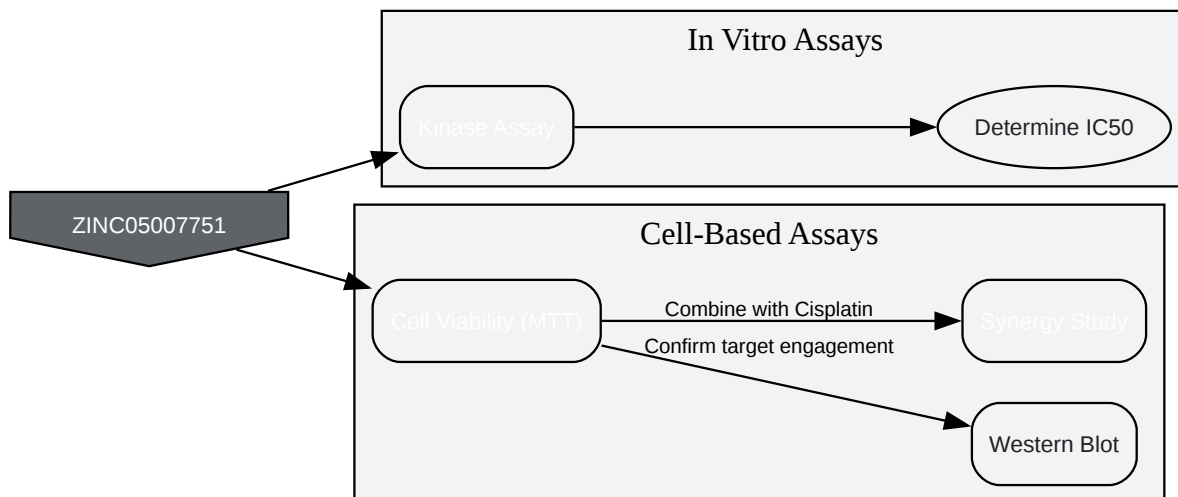 In Vitro Assays
Kinase Assay
Determine IC50
ZINC05007751
Cell-Based Assays
Cell Viability (MTT)
Combine with Cisplatin
Synergy Study
Confirm target engagement
Western Blot